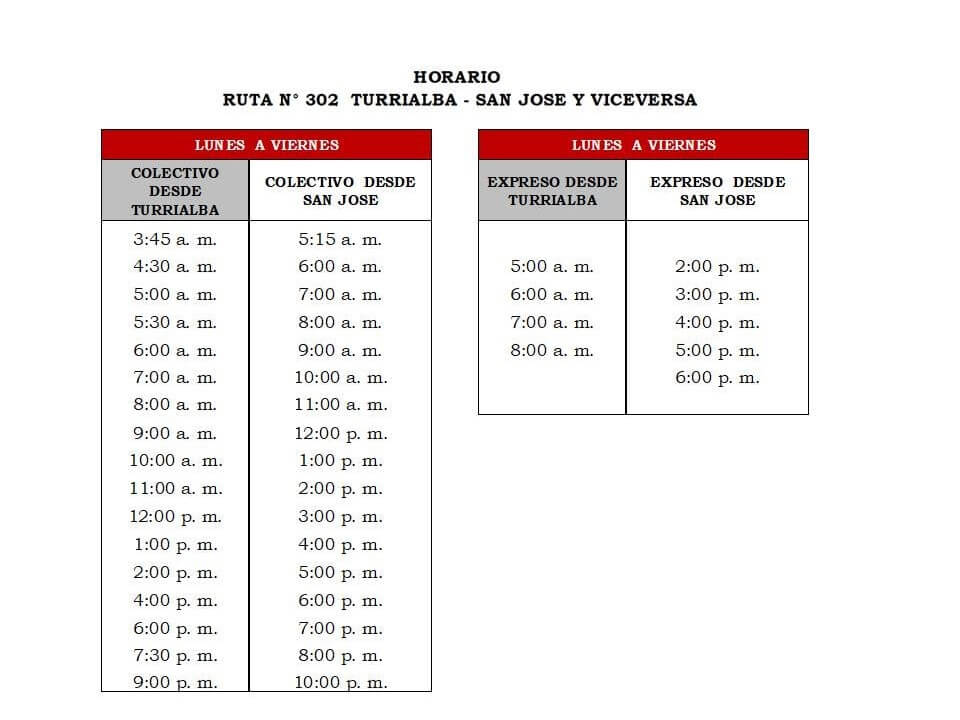 HORARIO
RUTA N° 302 TURRIALBA - SAN JOSE Y VICEVERSA
LUNES A VIERNES
COLECTIVO
DESDE
TURRIALBA
COLECTIVO DESDE
SAN JOSE
3:45 a. m. 5:15 a. m.
4:30 a. m. 6:00 a. m.
5:00 a. m. 7:00 a. m.
5:30 a. m. 8:00 a. m.
6:00 a. m. 9:00 a. m.
7:00 a. m. 10:00 a. m.
8:00 a. m. 11:00 a. m.
9:00 a. m. 12:00 p. m.
10:00 a. m. 1:00 p. m.
11:00 a. m. 2:00 p. m.
12:00 p. m. 3:00 p. m.
1:00 p. m. 4:00 p. m.
2:00 p. m. 5:00 p. m.
4:00 p. m. 6:00 p. m.
6:00 p. m. 7:00 p. m.
7:30 p. m. 8:00 p. m.
9:00 p. m. 10:00 p. m.
LUNES A VIERNES
EXPRESO DESDE
TURRIALBA
EXPRESO DESDE
SAN JOSE
5:00 a. m. 2:00 p. m.
6:00 a. m. 3:00 p. m.
7:00 a. m. 4:00 p. m.
8:00 a. m. 5:00 p. m.
6:00 p. m.